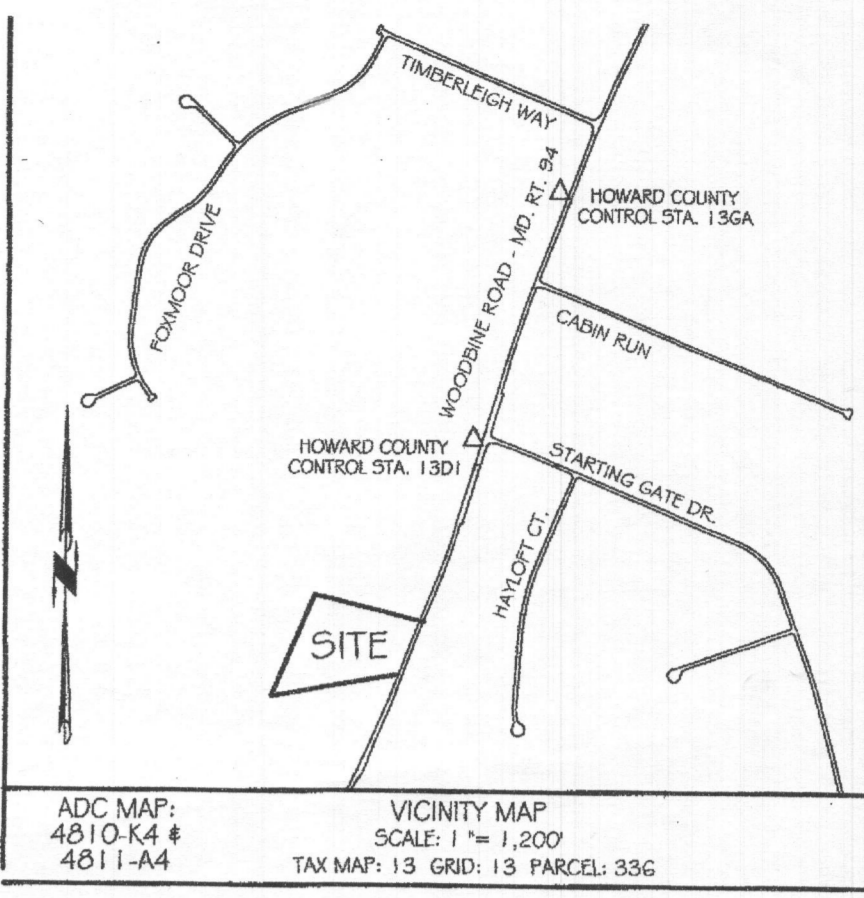 TIMBERLEIGH WAY
WOODBINE ROAD - MD. RT. 94
HOWARD COUNTY
CONTROL STA. 13GA
FOXMOOR DRIVE
CABIN RUN
HOWARD COUNTY
CONTROL STA. 13D1
STARTING GATE DR.
HAYLOFT CT.
SITE
N
ADC MAP:
4810-K4 &
4811-A4
VICINITY MAP
SCALE: 1 "= 1,200'
TAX MAP: 13 GRID: 13 PARCEL: 336